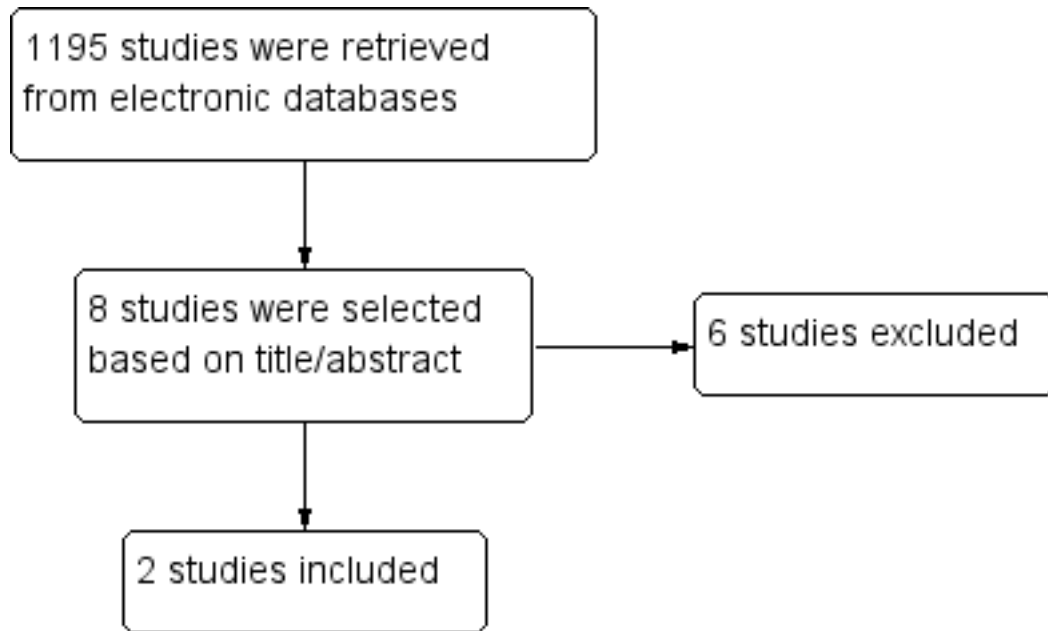 1195 studies were retrieved
from electronic databases
8 studies were selected
based on title/abstract
6 studies excluded
2 studies included